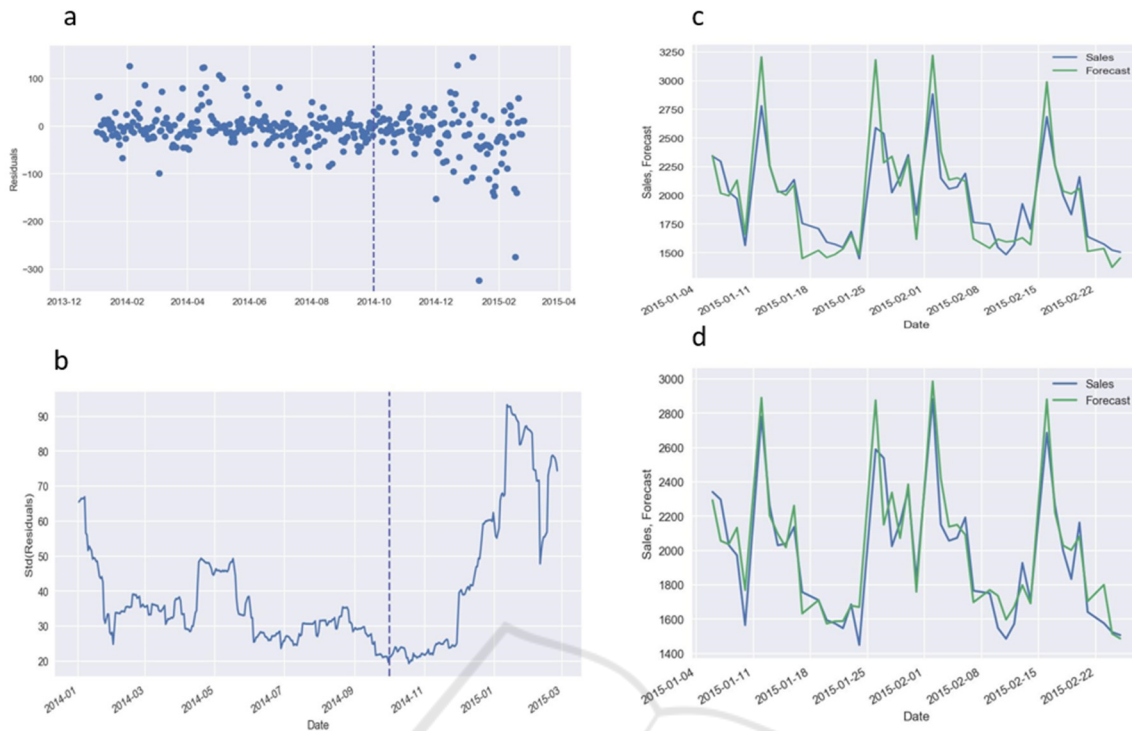 a
100
0
−100
−200
−300
Residuals
2013-12 2014-02 2014-04 2014-06 2014-08 2014-10 2014-12 2015-02 2015-04
b
90
80
70
60
50
40
30
20
Std(Residuals)
2014-01 2014-03 2014-05 2014-07 2014-09 2014-11 2015-01 2015-03
Date
c
3250
3000
2750
2500
2250
2000
1750
1500
Sales, Forecast
Sales
Forecast
2015-01-04 2015-01-11 2015-01-18 2015-01-25 2015-02-01 2015-02-08 2015-02-15 2015-02-22
Date
d
3000
2800
2600
2400
2200
2000
1800
1600
1400
Sales, Forecast
Sales
Forecast
2015-01-04 2015-01-11 2015-01-18 2015-01-25 2015-02-01 2015-02-08 2015-02-15 2015-02-22
Date